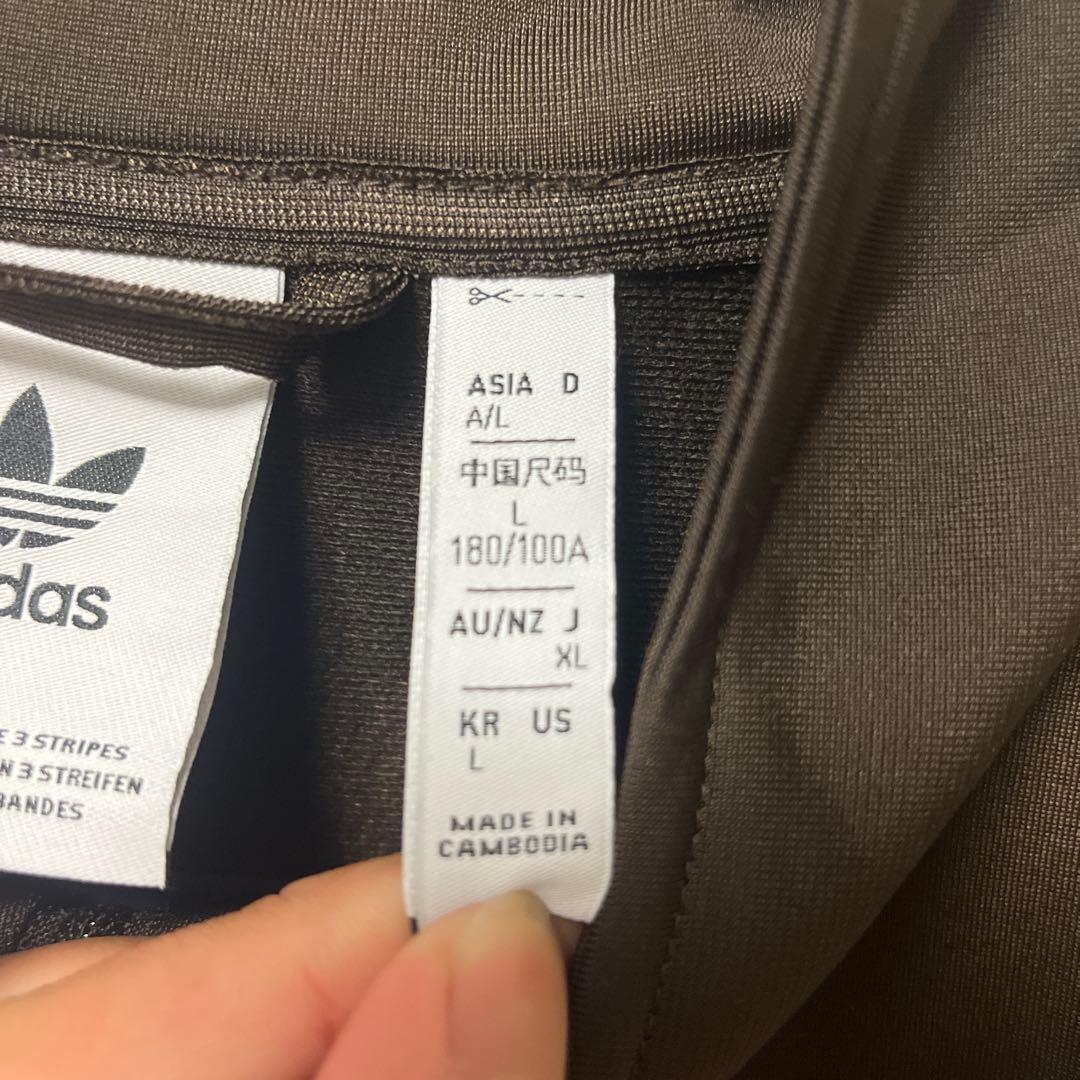 das
E 3 STRIPES
N 3 STREIFEN
BANDES
ASIA D
A/L
中国尺码
L
180/100A
AU/NZ J
XL
KR US
L
MADE IN
CAMBODIA